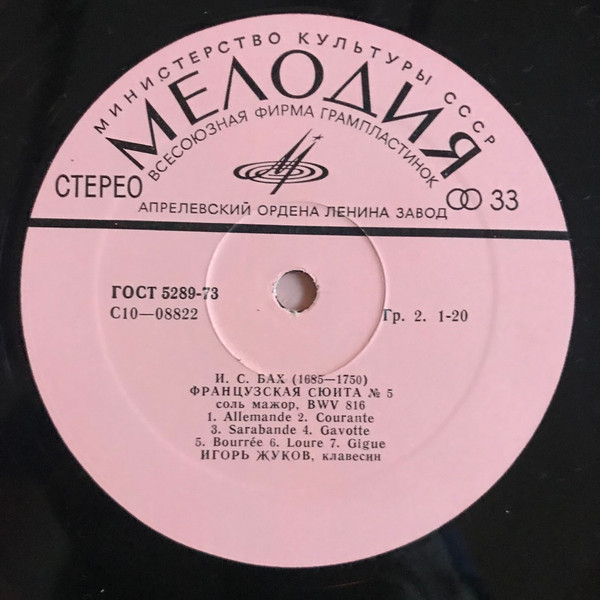 МИНИСТЕРСТВО КУЛЬТУРЫ СССР
МЕЛОДИЯ
ВСЕСОЮЗНАЯ ФИРМА ГРАМПЛАСТИНОК
СТЕРЕО
33
АПРЕЛЕВСКИЙ ОРДЕНА ЛЕНИНА ЗАВОД
ГОСТ 5289-73
С10—08822
Гр. 2. 1-20
И. С. БАХ (1685—1750)
ФРАНЦУЗСКАЯ СЮИТА № 5
соль мажор, BWV 816
1. Allemande 2. Courante
3. Sarabande 4. Gavotte
5. Bourrée 6. Loure 7. Gigue
ИГОРЬ ЖУКОВ, клавесин